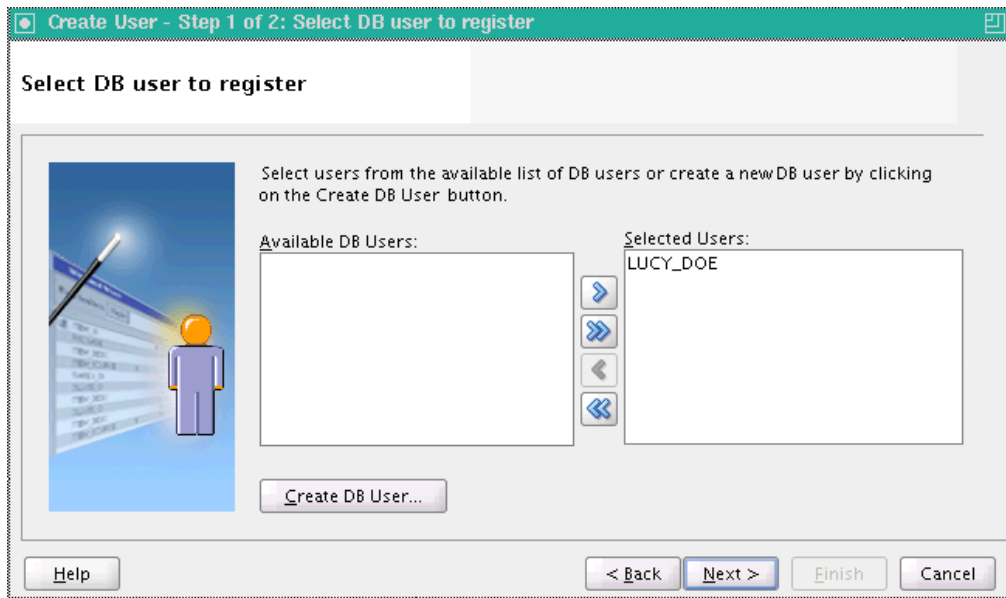 Create User - Step 1 of 2: Select DB user to register
Select DB user to register
Select users from the available list of DB users or create a new DB user by clicking
on the Create DB User button.
Available DB Users:
Selected Users:
LUCY_DOE
Create DB User...
Help
< Back
Next >
Finish
Cancel